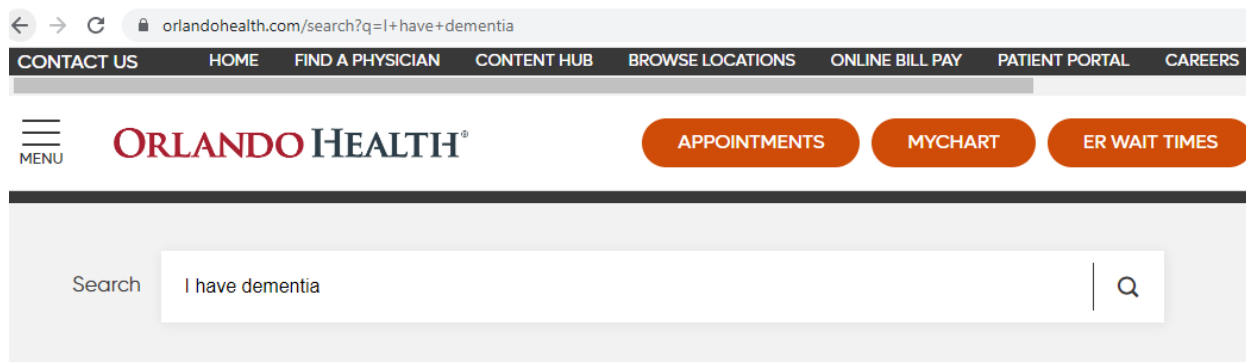 orlandohealth.com/search?q=I+have+dementia
CONTACT US HOME FIND A PHYSICIAN CONTENT HUB BROWSE LOCATIONS ONLINE BILL PAY PATIENT PORTAL CAREERS
MENU ORLANDO HEALTH® APPOINTMENTS MYCHART ER WAIT TIMES
Search I have dementia